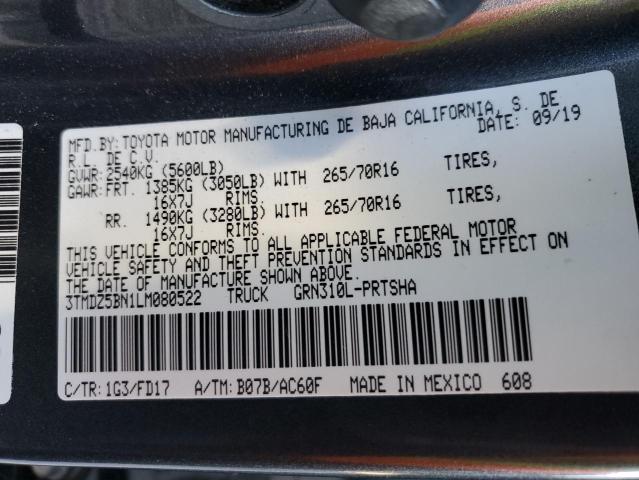 MFD.BY: TOYOTA MOTOR MANUFACTURING DE BAJA CALIFORNIA, S. DE
R.L. DE C.V. DATE: 09/19
GVWR: 2540KG (5600LB)
GAWR: FRT. 1385KG (3050LB) WITH 265/70R16 TIRES,
16X7J RIMS.
RR. 1490KG (3280LB) WITH 265/70R16 TIRES,
16X7J RIMS.
THIS VEHICLE CONFORMS TO ALL APPLICABLE FEDERAL MOTOR
VEHICLE SAFETY AND THEFT PREVENTION STANDARDS IN EFFECT ON
THE DATE OF MANUFACTURE SHOWN ABOVE.
3TMDZ5BN1LM080522 TRUCK GRN310L-PRTSHA
C/TR: 1G3/FD17 A/TM: B07B/AC60F MADE IN MEXICO 608